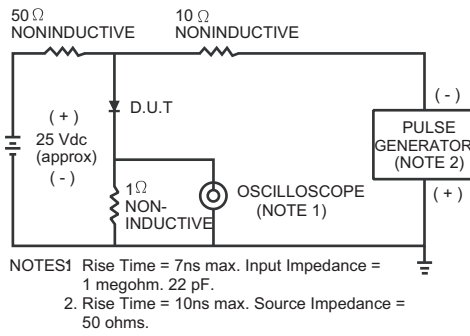 50 Ω
NONINDUCTIVE
10 Ω
NONINDUCTIVE
( + )
25 Vdc
(approx)
( - )
D.U.T
1Ω
NON-
INDUCTIVE
OSCILLOSCOPE
(NOTE 1)
( - )
PULSE
GENERATOR
(NOTE 2)
( + )
NOTES1 Rise Time = 7ns max. Input Impedance =
1 megohm. 22 pF.
2. Rise Time = 10ns max. Source Impedance =
50 ohms.